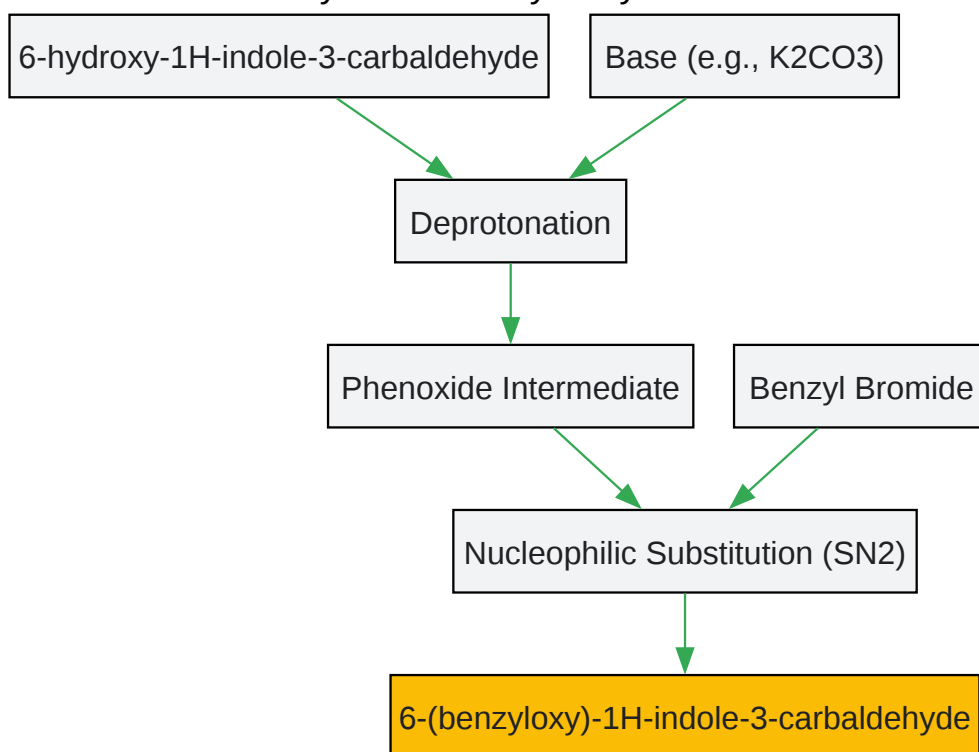 6-hydroxy-1H-indole-3-carbaldehyde
Base (e.g., K2CO3)
Deprotonation
Phenoxide Intermediate
Benzyl Bromide
Nucleophilic Substitution (SN2)
6-(benzyloxy)-1H-indole-3-carbaldehyde